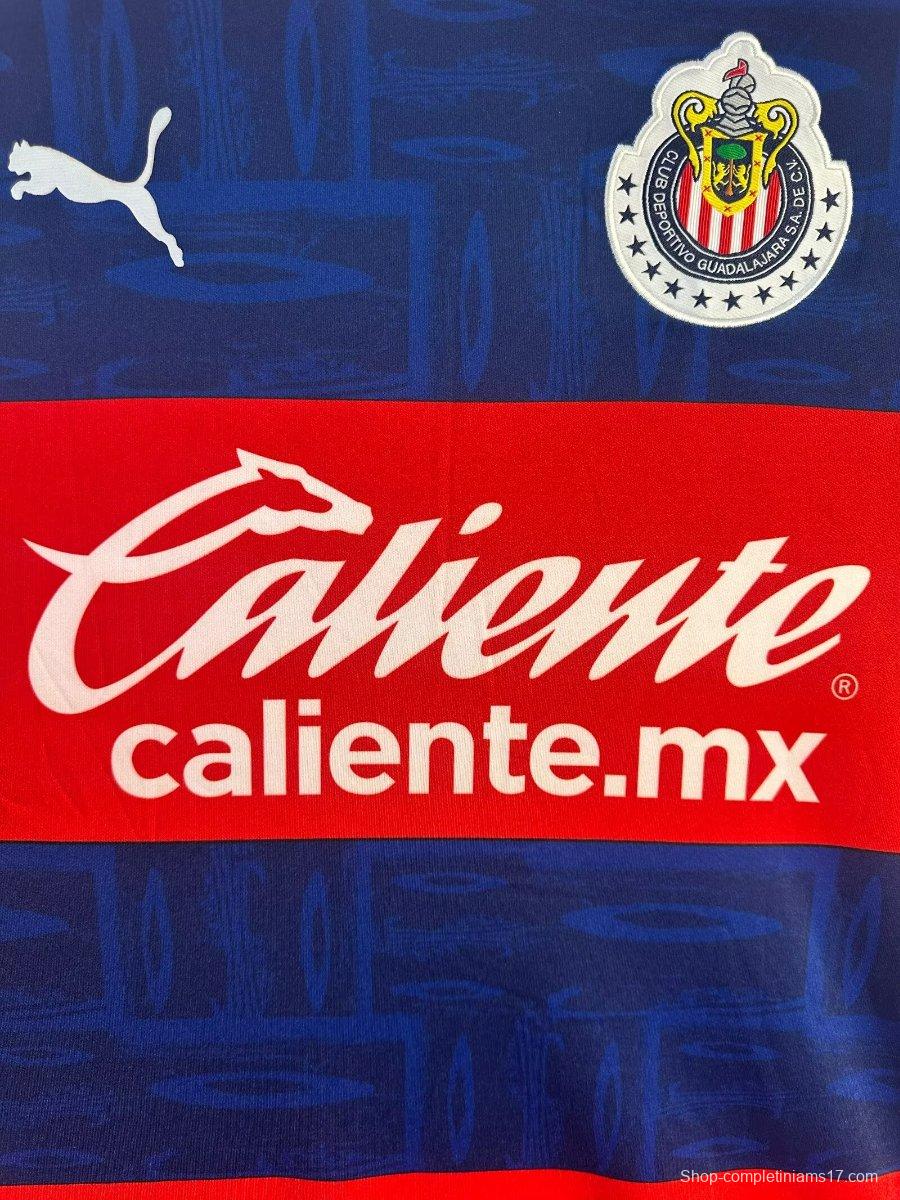 CLUB DEPORTIVO GUADALAJARA S.A. DE C.V.
Caliente®
caliente.mx
Shop-completiniams17.com